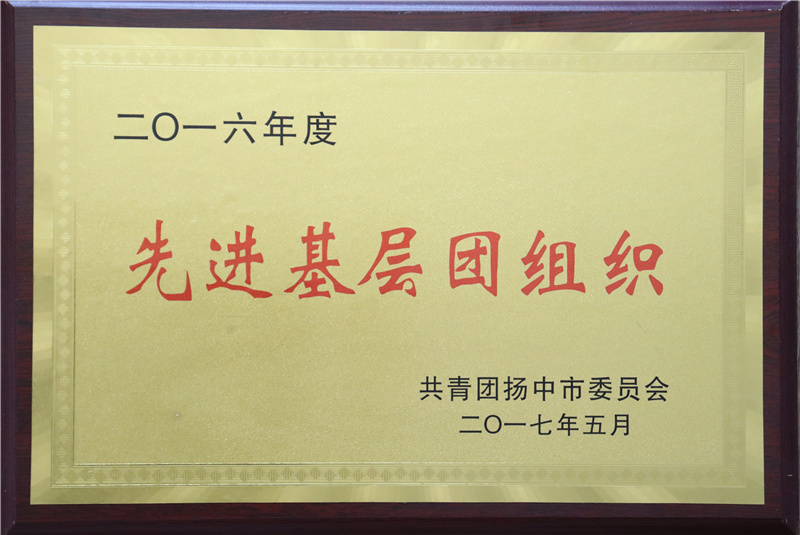 二〇一六年度
先进基层团组织
共青团扬中市委员会
二〇一七年五月